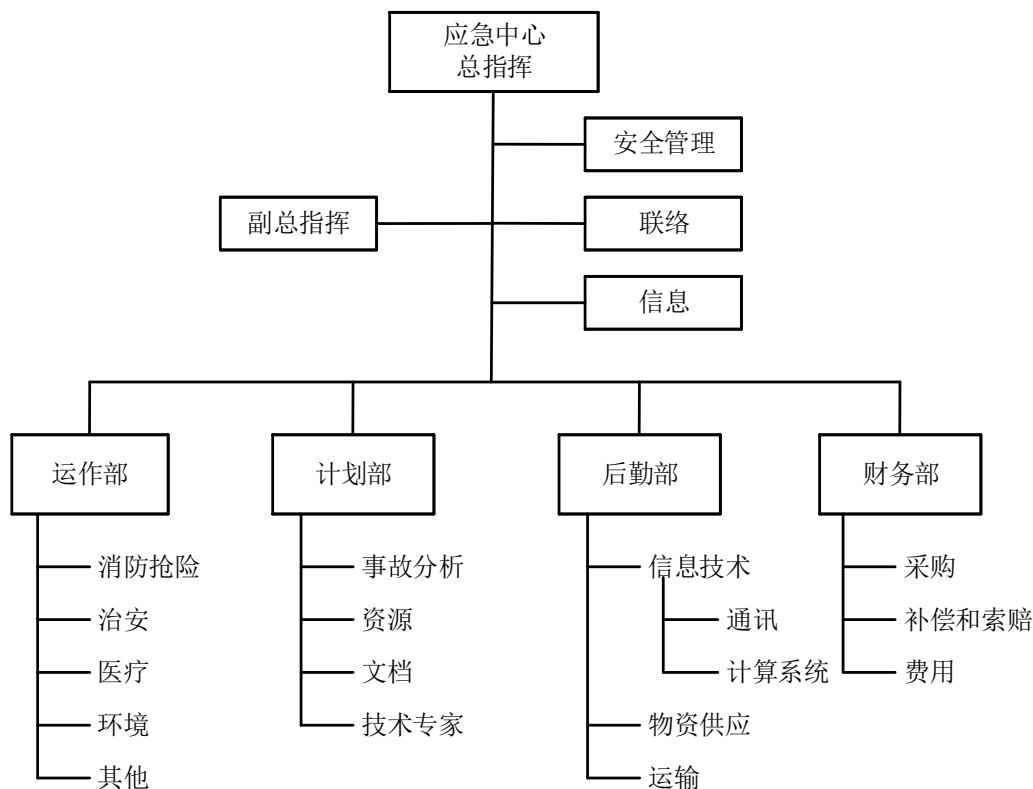 应急中心
总指挥
安全管理
副总指挥
联络
信息
运作部
计划部
后勤部
财务部
消防抢险
治安
医疗
环境
其他
事故分析
资源
文档
技术专家
信息技术
通讯
计算系统
物资供应
运输
采购
补偿和索赔
费用